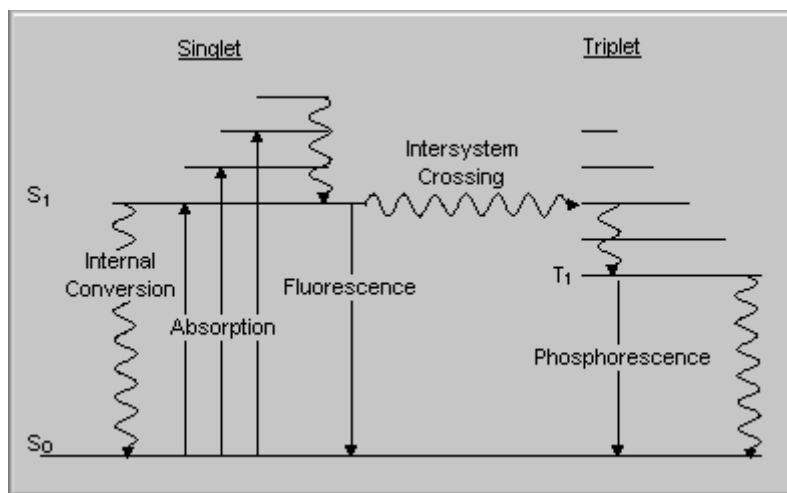 Singlet
Triplet
Intersystem
Crossing
S1
Internal
Conversion
Fluorescence
T1
Absorption
Phosphorescence
S0